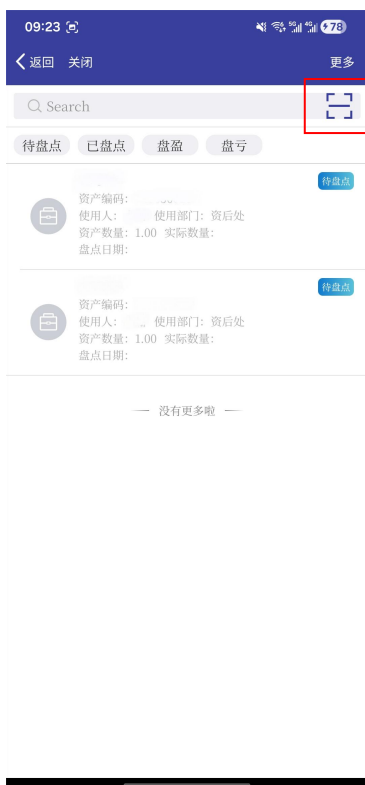 09:23 5G 4G 78
返回 关闭 更多
Search
待盘点 已盘点 盘盈 盘亏
待盘点
资产编码:
使用人: 使用部门: 资后处
资产数量: 1.00 实际数量:
盘点日期:
待盘点
资产编码:
使用人: 使用部门: 资后处
资产数量: 1.00 实际数量:
盘点日期:
没有更多啦